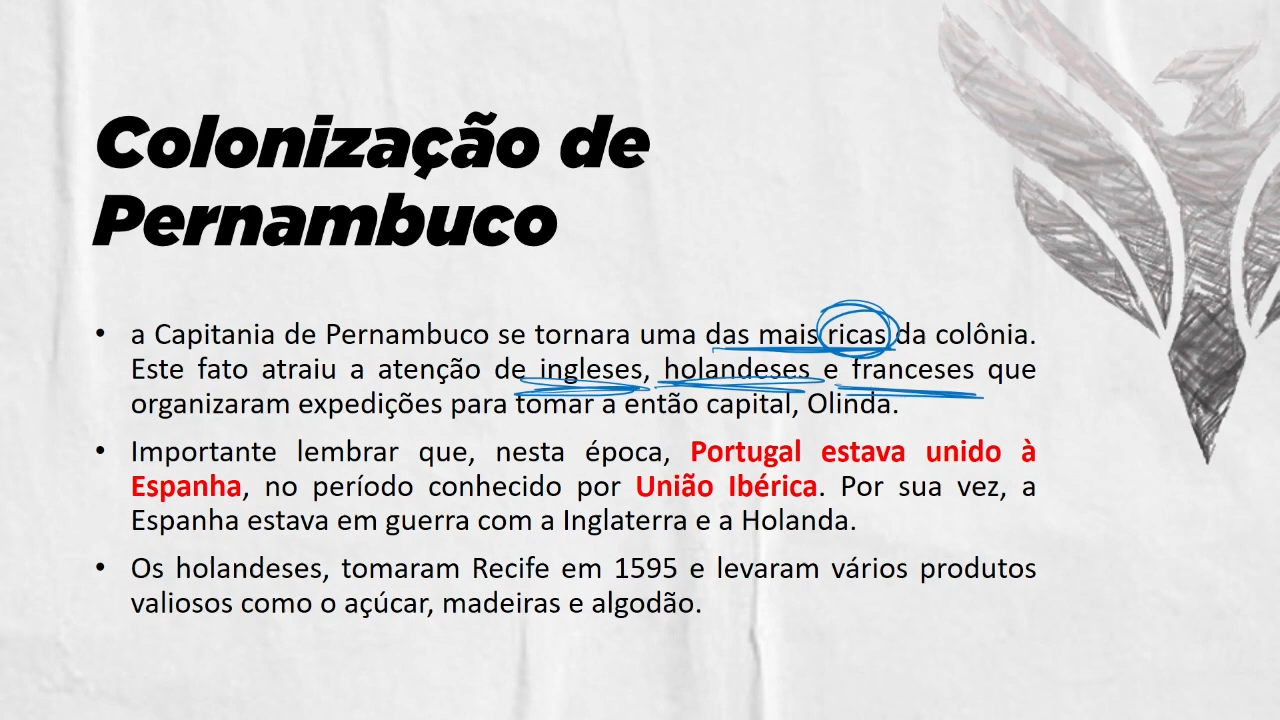 Colonização de
Pernambuco
• a Capitania de Pernambuco se tornara uma das mais ricas da colônia.
Este fato atraiu a atenção de ingleses, holandeses e franceses que
organizaram expedições para tomar a então capital, Olinda.
• Importante lembrar que, nesta época, Portugal estava unido à
Espanha, no período conhecido por União Ibérica. Por sua vez, a
Espanha estava em guerra com a Inglaterra e a Holanda.
• Os holandeses, tomaram Recife em 1595 e levaram vários produtos
valiosos como o açúcar, madeiras e algodão.